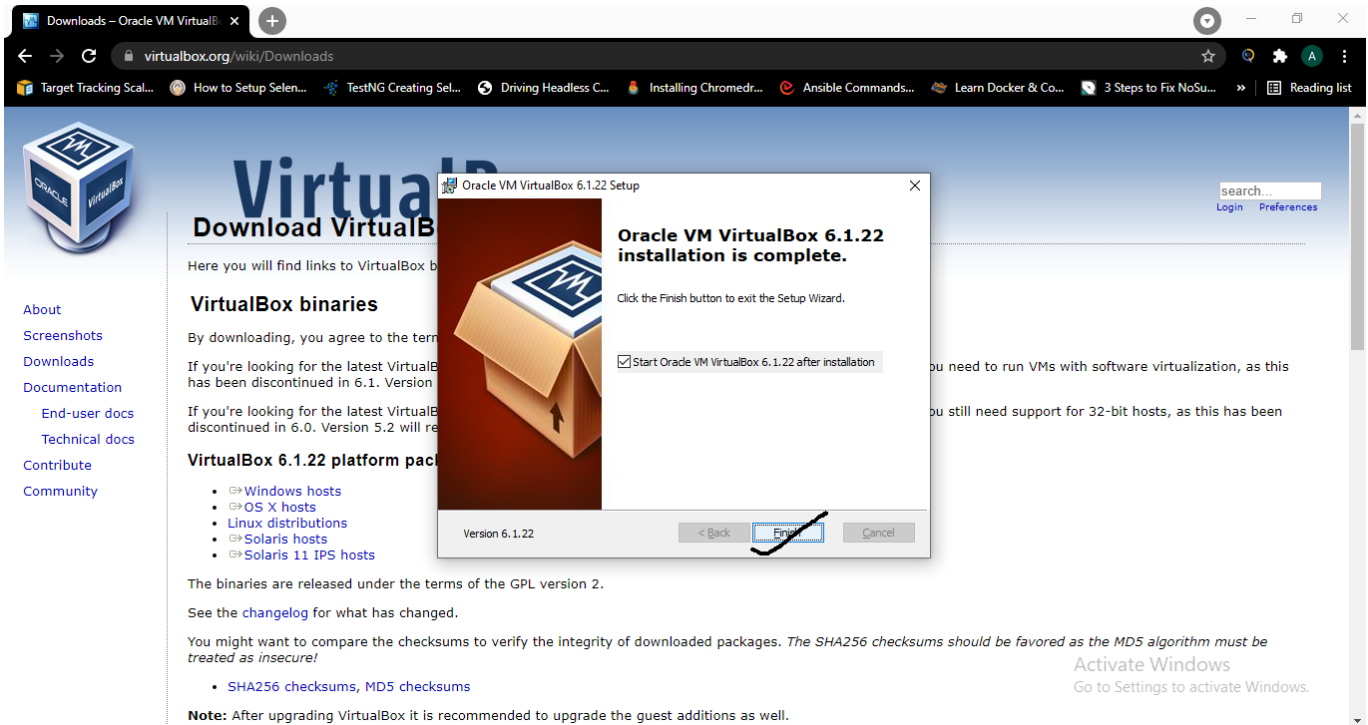 Downloads – Oracle VM VirtualB
virtualbox.org/wiki/Downloads
A
Target Tracking Scal...
How to Setup Selen...
TestNG Creating Sel...
Driving Headless C...
Installing Chromedr...
Ansible Commands...
Learn Docker & Co...
3 Steps to Fix NoSu...
»
Reading list
ORACLE
VirtualBox
VirtualB
search...
Login Preferences
Download VirtualB
Here you will find links to VirtualBox b
About
Screenshots
Downloads
Documentation
End-user docs
Technical docs
Contribute
Community
VirtualBox binaries
By downloading, you agree to the tern
If you're looking for the latest VirtualB
ou need to run VMs with software virtualization, as this
has been discontinued in 6.1. Version
If you're looking for the latest VirtualB
ou still need support for 32-bit hosts, as this has been
discontinued in 6.0. Version 5.2 will re
VirtualBox 6.1.22 platform pac
Windows hosts
OS X hosts
Linux distributions
Solaris hosts
Solaris 11 IPS hosts
The binaries are released under the terms of the GPL version 2.
See the changelog for what has changed.
You might want to compare the checksums to verify the integrity of downloaded packages. The SHA256 checksums should be favored as the MD5 algorithm must be
treated as insecure!
SHA256 checksums, MD5 checksums
Note: After upgrading VirtualBox it is recommended to upgrade the guest additions as well.
Oracle VM VirtualBox 6.1.22 Setup
Oracle VM VirtualBox 6.1.22
installation is complete.
Click the Finish button to exit the Setup Wizard.
Start Oracle VM VirtualBox 6.1.22 after installation
Version 6.1.22
< Back
Finish
Cancel
Activate Windows
Go to Settings to activate Windows.